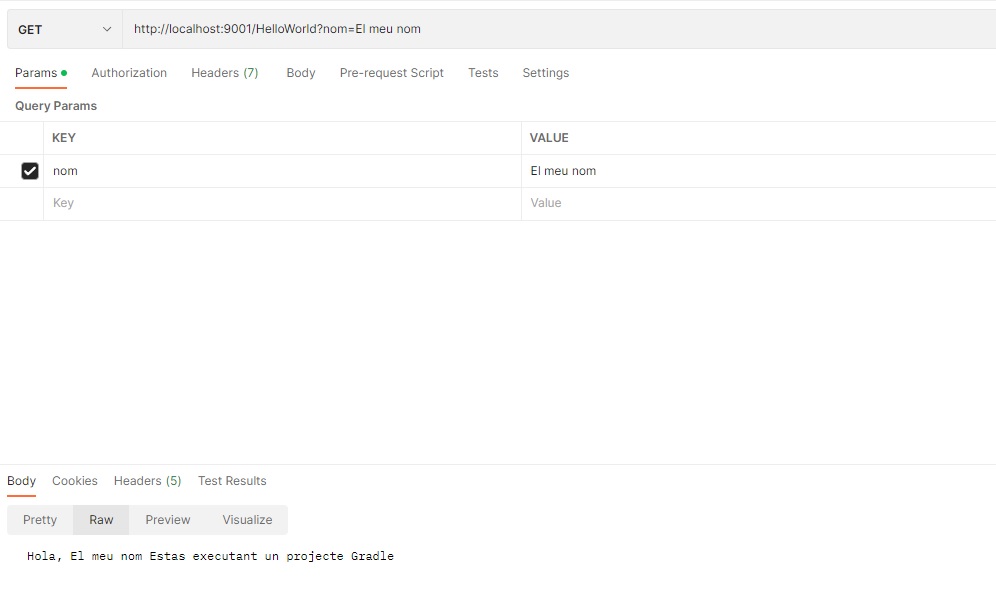 GET http://localhost:9001/HelloWorld?nom=El meu nom
Params Authorization Headers (7) Body Pre-request Script Tests Settings
Query Params
KEY VALUE
nom El meu nom
Key Value
Body Cookies Headers (5) Test Results
Pretty Raw Preview Visualize
Hola, El meu nom Estas executant un projecte Gradle